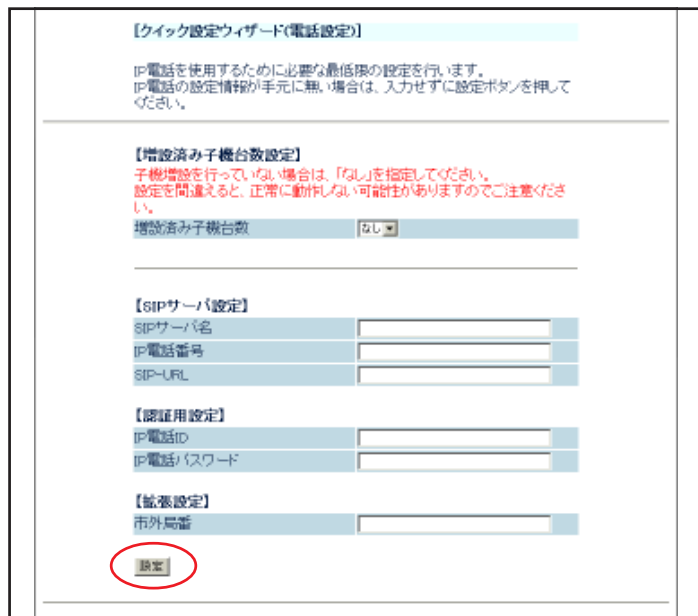 [クイック設定ウィザード(電話設定)]
IP電話を使用するために必要な最低限の設定を行います。
IP電話の設定情報が手元に無い場合は、入力せずに設定ボタンを押して
ください。
【増設済み子機台数設定】
子機増設を行っていない場合は、「なし」を指定してください。
設定を間違えると、正常に動作しない可能性がありますのでご注意くださ
い。
増設済み子機台数 なし
【SIPサーバ設定】
SIPサーバ名
IP電話番号
SIP-URL
【認証用設定】
IP電話ID
IP電話パスワード
【拡張設定】
市外局番
設定